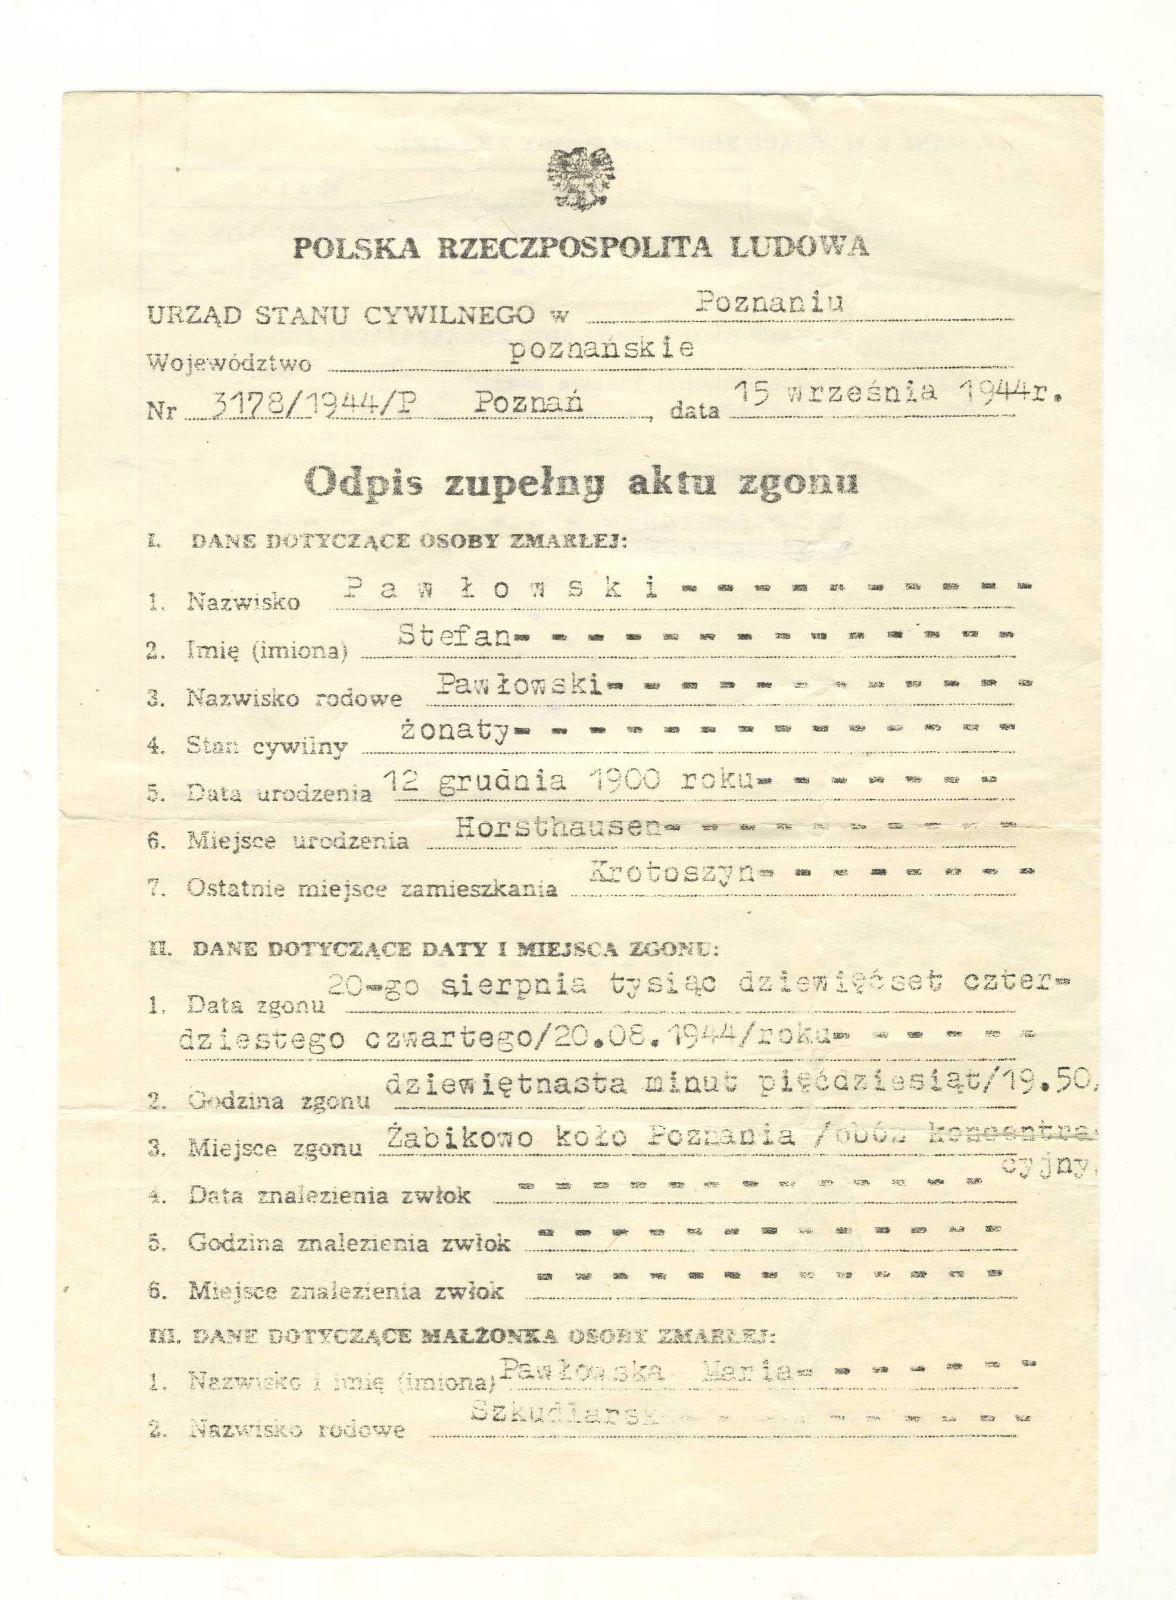 POLSKA RZECZPOSPOLITA LUDOWA
URZĄD STANU CYWILNEGO w Poznaniu
Województwo poznańskie
Nr 3178/1944/P Poznań, data 15 września 1944r.
Odpis zupełny aktu zgonu
I. DANE DOTYCZĄCE OSOBY ZMARŁEJ:
1. Nazwisko P a w ł o w s k i - - - - - - - - - -
2. Imię (imiona) Stefan- - - - - - - - - - - - - -
3. Nazwisko rodowe Pawłowski- - - - - - - - - - - -
4. Stan cywilny żonaty- - - - - - - - - - - - - -
5. Data urodzenia 12 grudnia 1900 roku- - - - - - -
6. Miejsce urodzenia Horsthausen- - - - - - - - - -
7. Ostatnie miejsce zamieszkania Krotoszyn- - - - - - - -
II. DANE DOTYCZĄCE DATY I MIEJSCA ZGONU:
1. Data zgonu 20-go sierpnia tysiąc dziewięćset czter-
dziestego czwartego/20.08.1944/roku- - - - - -
2. Godzina zgonu dziewiętnasta minut pięćdziesiąt/19.50/
3. Miejsce zgonu Żabikowo koło Poznania /obóz koncentra-
cyjny/
4. Data znalezienia zwłok - - - - - - - - - - - - -
5. Godzina znalezienia zwłok - - - - - - - - - - - - -
6. Miejsce znalezienia zwłok - - - - - - - - - - - - -
III. DANE DOTYCZĄCE MAŁŻONKA OSOBY ZMARŁEJ:
1. Nazwisko i imię (imiona) Pawłowska Maria- - - - - - -
2. Nazwisko rodowe - - - - - - - - - -